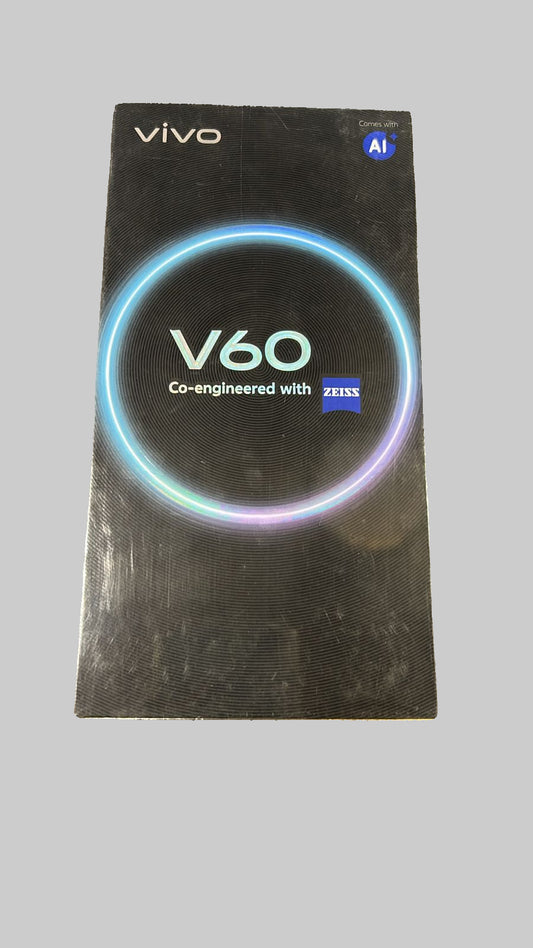 vivo
Comes with
AI
V60
Co-engineered with ZEISS